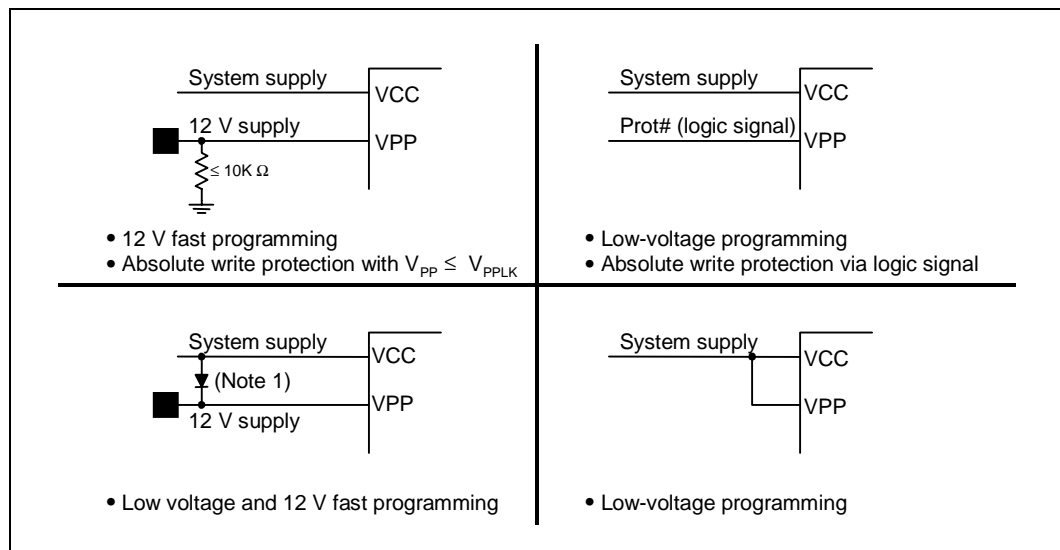 System supply
VCC
12 V supply
VPP
≤ 10K Ω
• 12 V fast programming
• Absolute write protection with VPP ≤ VPPLK
System supply
VCC
Prot# (logic signal)
VPP
• Low-voltage programming
• Absolute write protection via logic signal
System supply
VCC
(Note 1)
VPP
12 V supply
• Low voltage and 12 V fast programming
System supply
VCC
VPP
• Low-voltage programming